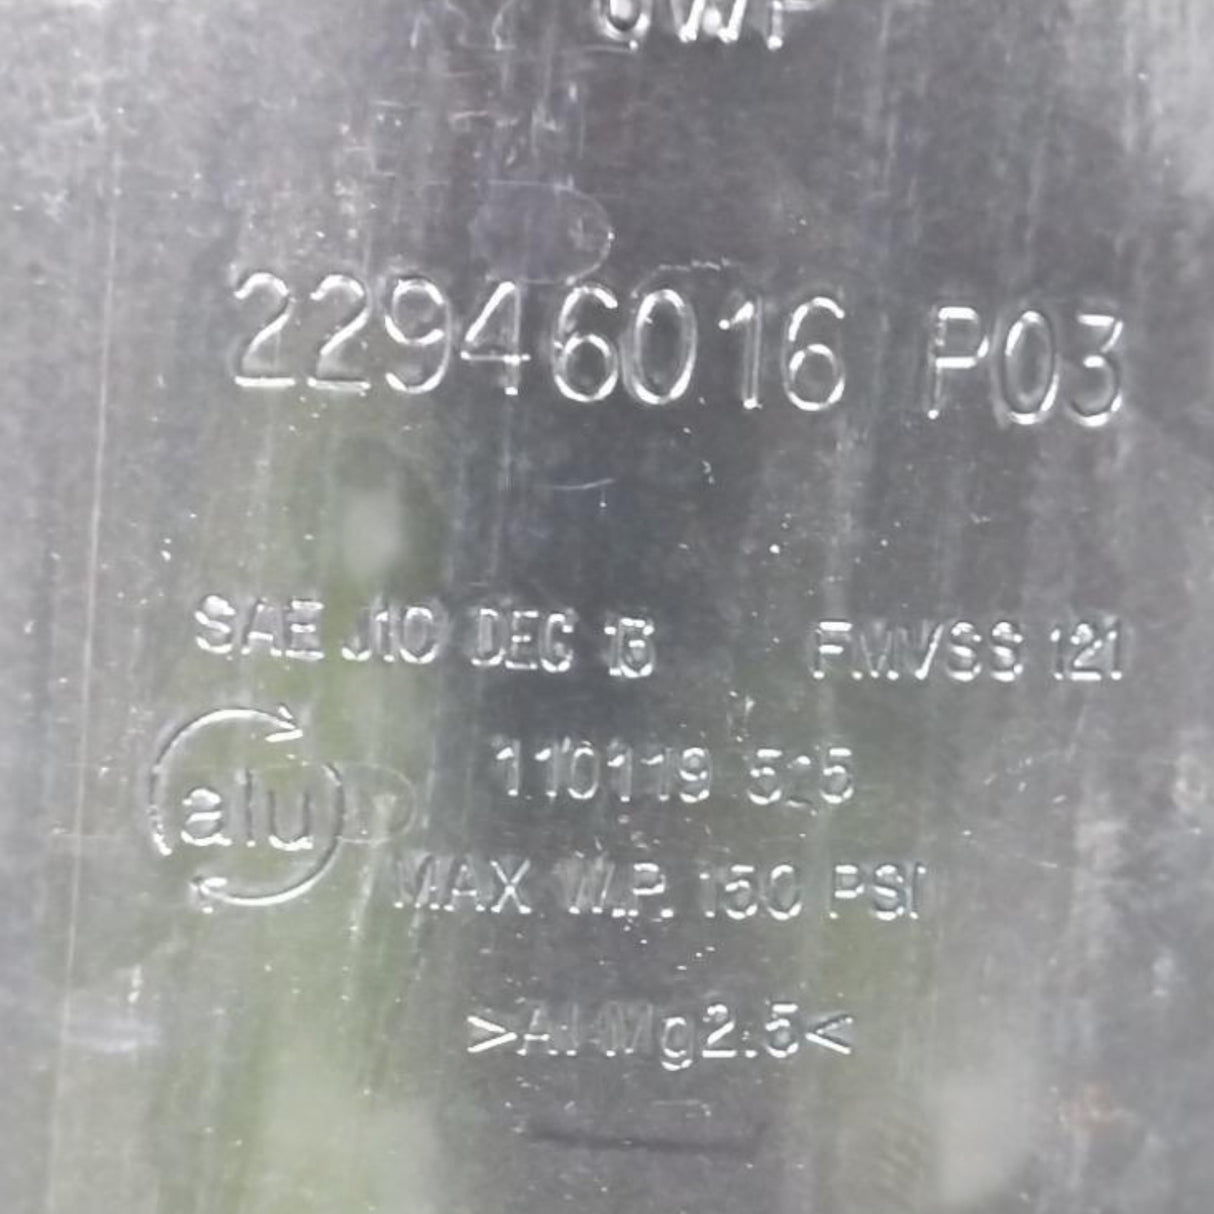 22946016 P03
SAE J10 DEC 13 FMVSS 121
alu
110119 525
MAX W.P. 150 PSI
>AlMg2.5<